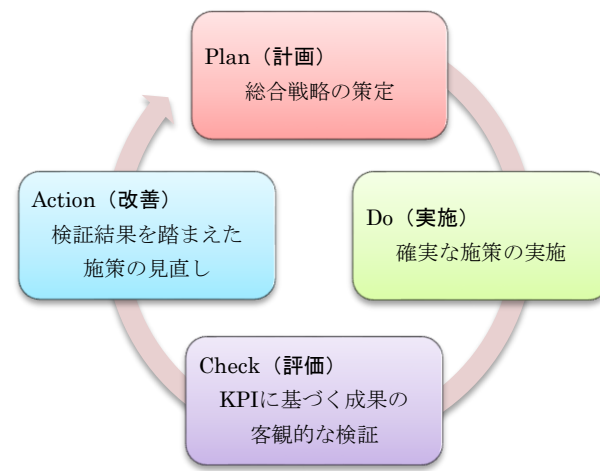 Plan（計画）
総合戦略の策定
Do（実施）
確実な施策の実施
Check（評価）
KPIに基づく成果の
客観的な検証
Action（改善）
検証結果を踏まえた
施策の見直し